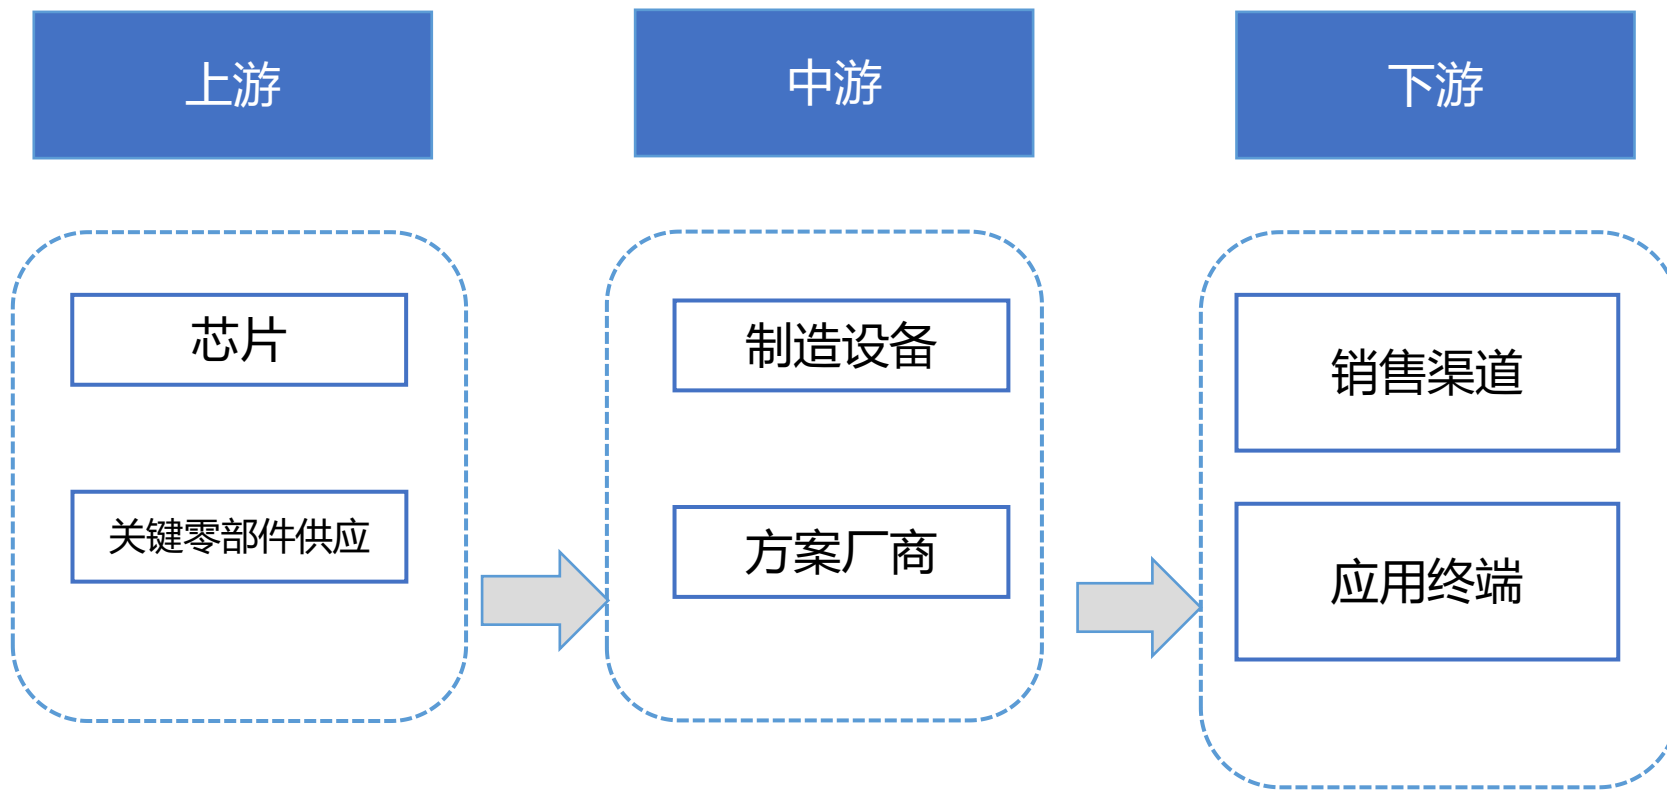 上游
中游
下游
芯片
关键零部件供应
制造设备
方案厂商
销售渠道
应用终端